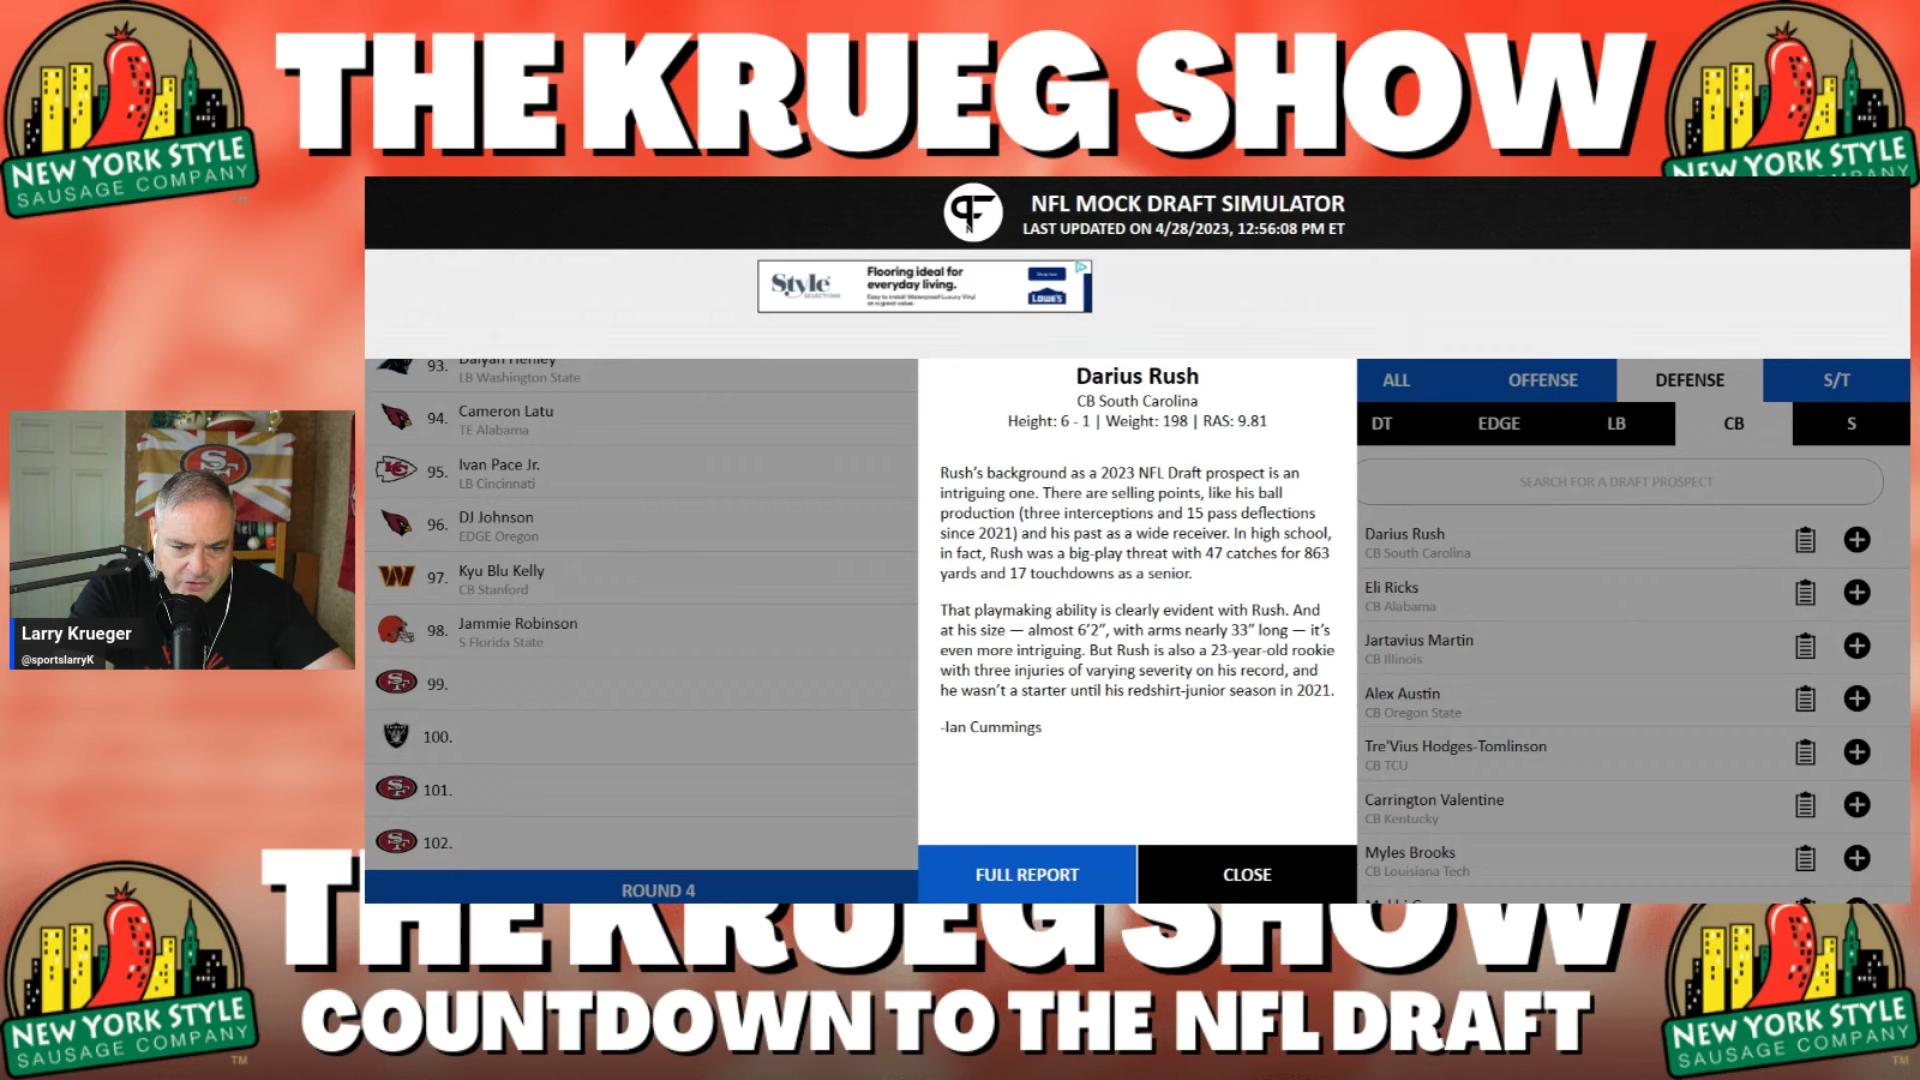 THE KRUEG SHOW
NEW YORK STYLE
SAUSAGE COMPANY
TM
NEW YORK STYLE
COMPANY
NFL MOCK DRAFT SIMULATOR
LAST UPDATED ON 4/28/2023, 12:56:08 PM ET
Style
SELECTIONS
Flooring ideal for
everyday living.
LOWE'S
93. Daiyan Henley
LB Washington State
94. Cameron Latu
TE Alabama
95. Ivan Pace Jr.
LB Cincinnati
96. DJ Johnson
EDGE Oregon
97. Kyu Blu Kelly
CB Stanford
98. Jammie Robinson
S Florida State
99.
100.
101.
102.
ROUND 4
Darius Rush
CB South Carolina
Height: 6 - 1 | Weight: 198 | RAS: 9.81
Rush's background as a 2023 NFL Draft prospect is an
intriguing one. There are selling points, like his ball
production (three interceptions and 15 pass deflections
since 2021) and his past as a wide receiver. In high school,
in fact, Rush was a big-play threat with 47 catches for 863
yards and 17 touchdowns as a senior.
That playmaking ability is clearly evident with Rush. And
at his size — almost 6'2", with arms nearly 33" long — it's
even more intriguing. But Rush is also a 23-year-old rookie
with three injuries of varying severity on his record, and
he wasn't a starter until his redshirt-junior season in 2021.
-Ian Cummings
FULL REPORT
CLOSE
ALL OFFENSE DEFENSE S/T
DT EDGE LB CB S
SEARCH FOR A DRAFT PROSPECT
Darius Rush
CB South Carolina
Eli Ricks
CB Alabama
Jartavius Martin
CB Illinois
Alex Austin
CB Oregon State
Tre'Vius Hodges-Tomlinson
CB TCU
Carrington Valentine
CB Kentucky
Myles Brooks
CB Louisiana Tech
Larry Krueger
@sportslarryK
THE KRUEG SHOW
COUNTDOWN TO THE NFL DRAFT
NEW YORK STYLE
SAUSAGE COMPANY
TM
NEW YORK STYLE
SAUSAGE COMPANY
TM